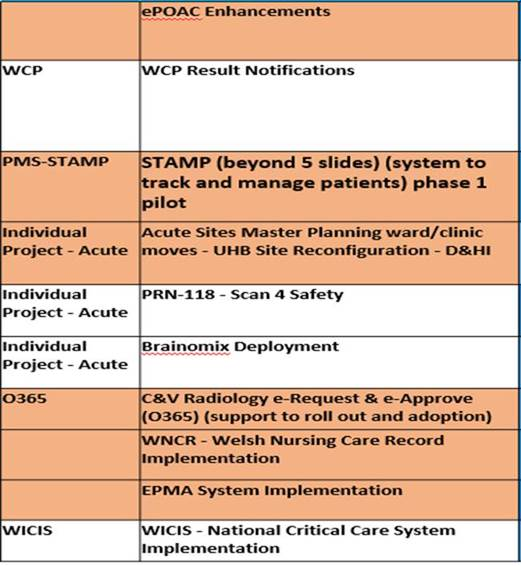 ePOAC Enhancements
WCP
WCP Result Notifications
PMS-STAMP
STAMP (beyond 5 slides) (system to
track and manage patients) phase 1
pilot
Individual
Project - Acute
Acute Sites Master Planning ward/clinic
moves - UHB Site Reconfiguration - D&HI
Individual
Project - Acute
PRN-118 - Scan 4 Safety
Individual
Project - Acute
Brainomix Deployment
O365
C&V Radiology e-Request & e-Approve
(O365) (support to roll out and adoption)
WNCR - Welsh Nursing Care Record
Implementation
EPMA System Implementation
WICIS
WICIS - National Critical Care System
Implementation